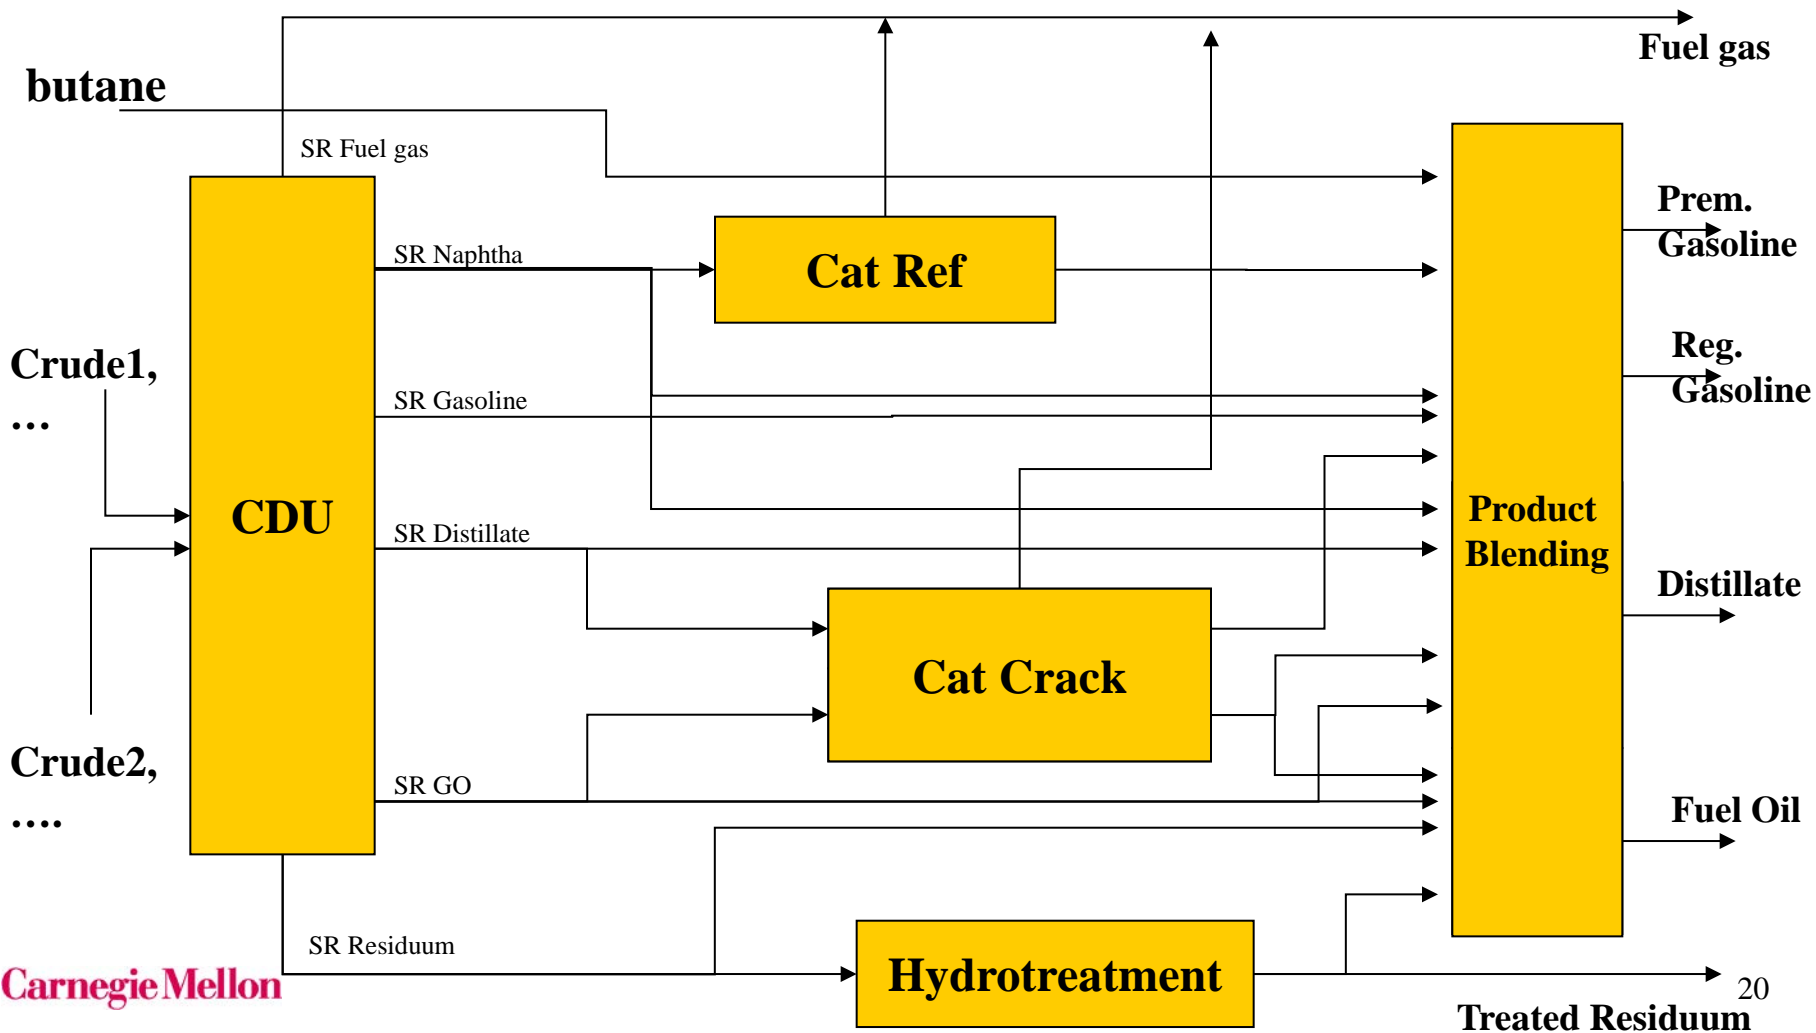 Fuel gas
butane
SR Fuel gas
Prem.
Gasoline
SR Naphtha
Cat Ref
Reg.
Gasoline
Crude1,
...
SR Gasoline
CDU
SR Distillate
Product
Blending
Distillate
Cat Crack
Crude2,
....
SR GO
Fuel Oil
SR Residuum
Hydrotreatment
Carnegie Mellon
20
Treated Residuum